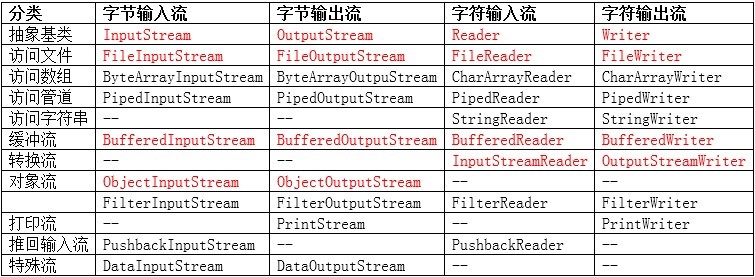 分类 字节输入流 字节输出流 字符输入流 字符输出流
抽象基类 InputStream OutputStream Reader Writer
访问文件 FileInputStream FileOutputStream FileReader FileWriter
访问数组 ByteArrayInputStream ByteArrayOutpuStream CharArrayReader CharArrayWriter
访问管道 PipedInputStream PipedOutputStream PipedReader PipedWriter
访问字符串 -- -- StringReader StringWriter
缓冲流 BufferedInputStream BufferedOutputStream BufferedReader BufferedWriter
转换流 -- -- InputStreamReader OutputStreamWriter
对象流 ObjectInputStream ObjectOutputStream -- --
FilterInputStream FilterOutputStream FilterReader FilterWriter
打印流 -- PrintStream -- PrintWriter
推回输入流 PushbackInputStream -- PushbackReader --
特殊流 DataInputStream DataOutputStream -- --